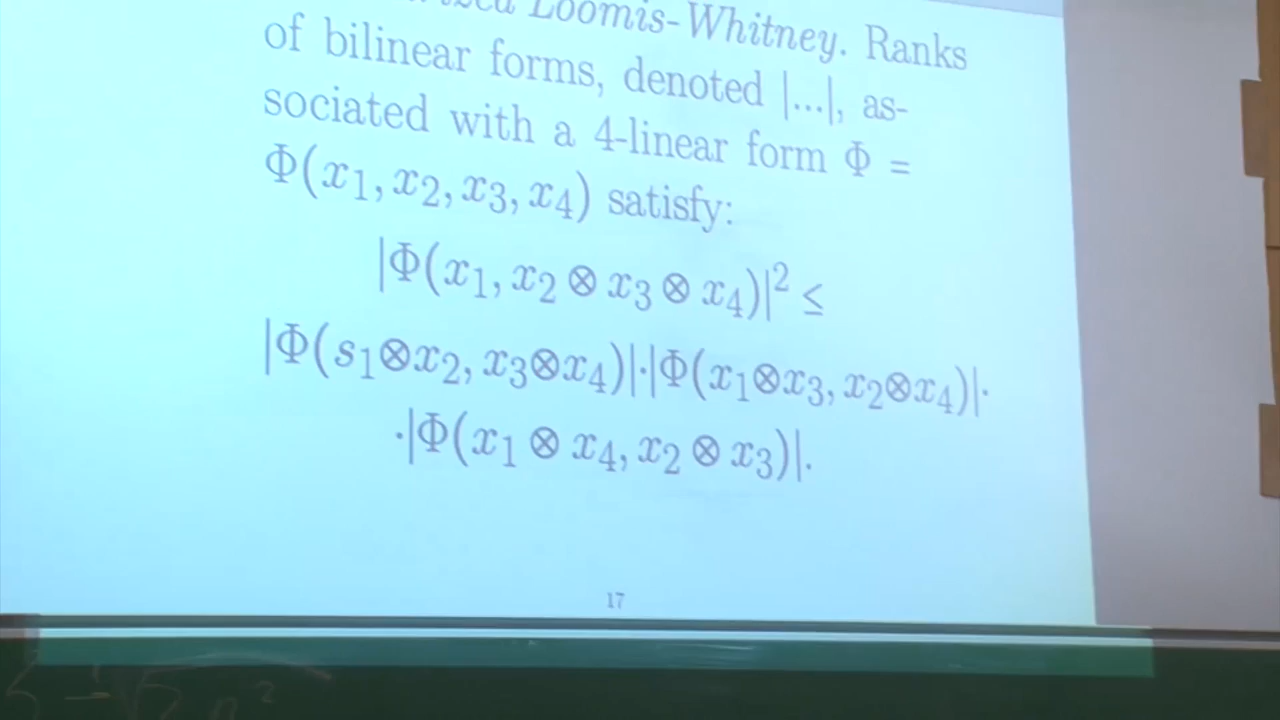 Loomis-Whitney. Ranks
of bilinear forms, denoted |...|, as-
sociated with a 4-linear form Φ =
Φ(x₁, x₂, x₃, x₄) satisfy:
|Φ(x₁, x₂ ⊗ x₃ ⊗ x₄)|² ≤
|Φ(s₁⊗x₂, x₃⊗x₄)|·|Φ(x₁⊗x₃, x₂⊗x₄)|·
·|Φ(x₁ ⊗ x₄, x₂ ⊗ x₃)|.
17